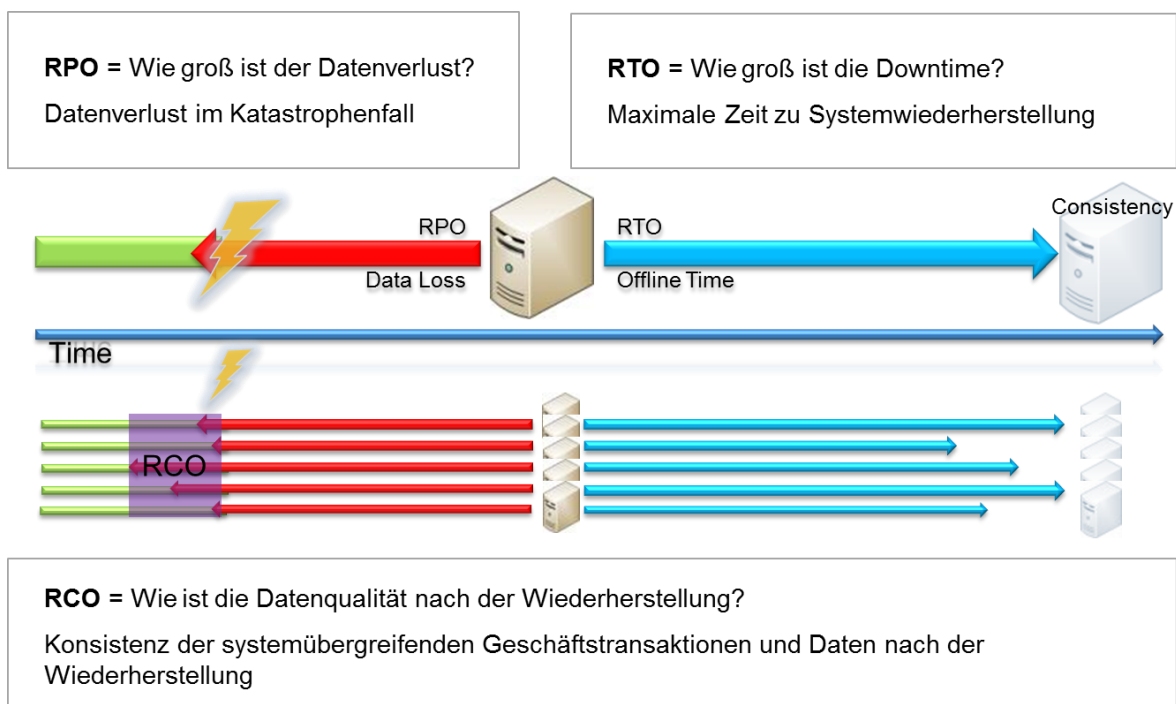 RPO = Wie groß ist der Datenverlust?
Datenverlust im Katastrophenfall
RTO = Wie groß ist die Downtime?
Maximale Zeit zu Systemwiederherstellung
RPO
Data Loss
RTO
Offline Time
Consistency
Time
RCO
RCO = Wie ist die Datenqualität nach der Wiederherstellung?
Konsistenz der systemübergreifenden Geschäftstransaktionen und Daten nach der
Wiederherstellung